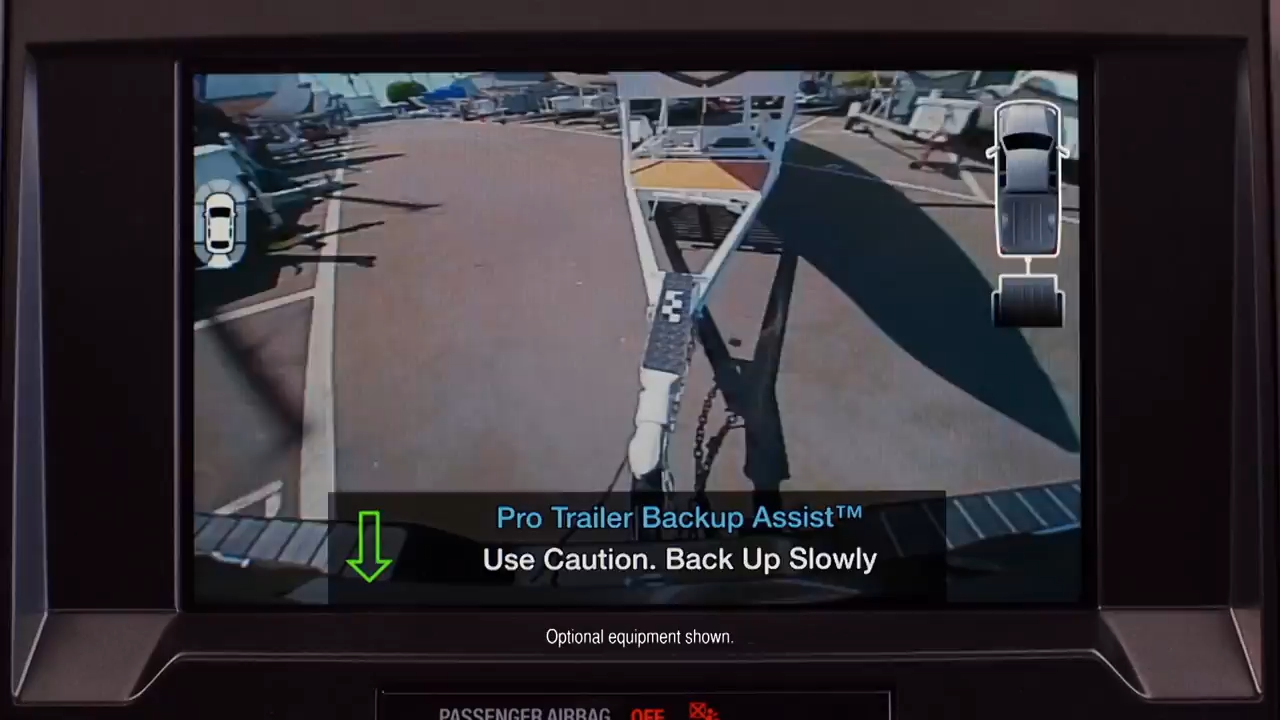 Pro Trailer Backup Assist™
Use Caution. Back Up Slowly
Optional equipment shown.
PASSENGER AIRBAG OFF